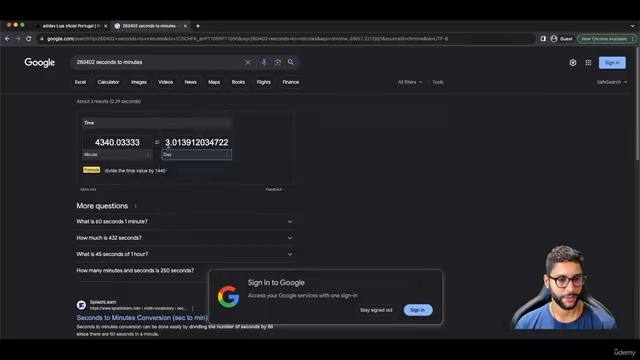 adidas Loja oficial Portugal |
260402 seconds to minutes -
Guest
New Chrome available
Google
260402 seconds to minutes
Sign in
Excel
Calculator
Images
Videos
News
Maps
Books
Flights
Finance
All filters
Tools
SafeSearch
About 3 results (0.39 seconds)
Time
4340.03333
=
3.013912034722
Minute
Day
Formula
divide the time value by 1440
More info
Feedback
More questions
What is 60 seconds 1 minute?
How much is 432 seconds?
What is 45 seconds of 1 hour?
How many minutes and seconds is 250 seconds?
Sign in to Google
Access your Google services with one sign-in
Stay signed out
Sign in
SplashLearn
Seconds to Minutes Conversion (sec to min)
Seconds to minutes conversion can be done easily by dividing the number of seconds by 60
since there are 60 seconds in a minute.
udemy